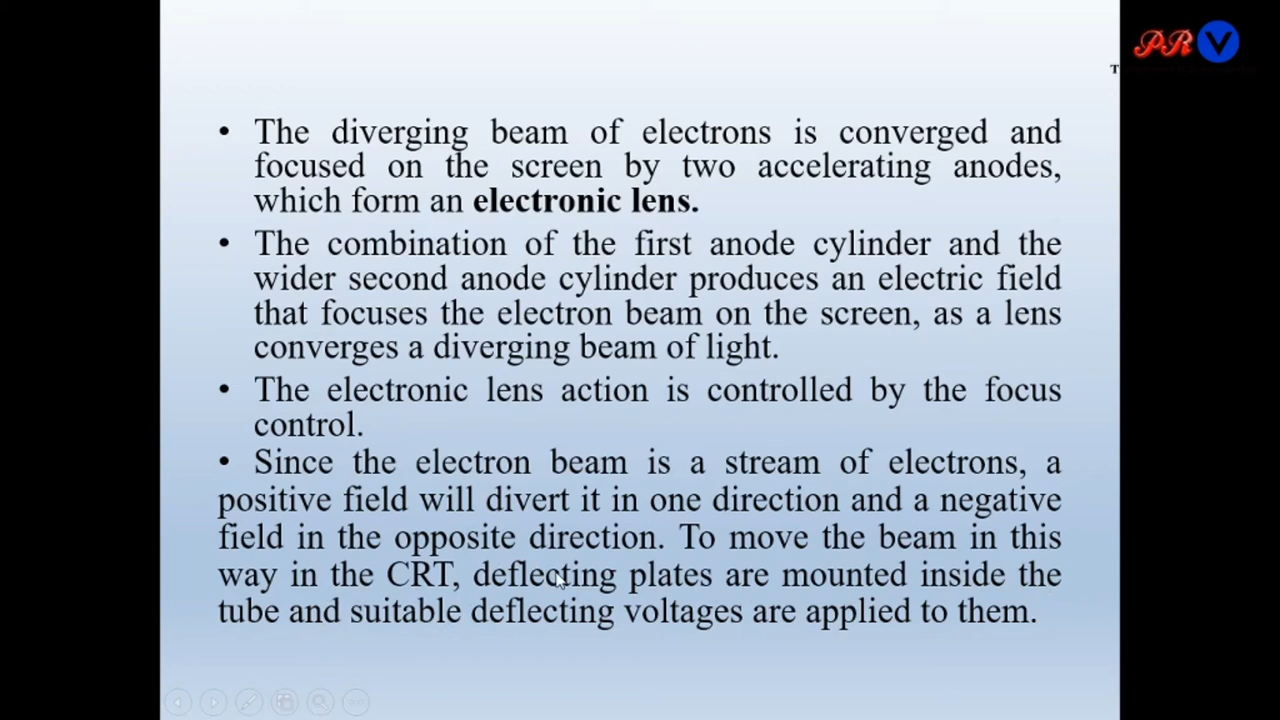 PR V
T
• The diverging beam of electrons is converged and
focused on the screen by two accelerating anodes,
which form an electronic lens.
• The combination of the first anode cylinder and the
wider second anode cylinder produces an electric field
that focuses the electron beam on the screen, as a lens
converges a diverging beam of light.
• The electronic lens action is controlled by the focus
control.
• Since the electron beam is a stream of electrons, a
positive field will divert it in one direction and a negative
field in the opposite direction. To move the beam in this
way in the CRT, deflecting plates are mounted inside the
tube and suitable deflecting voltages are applied to them.